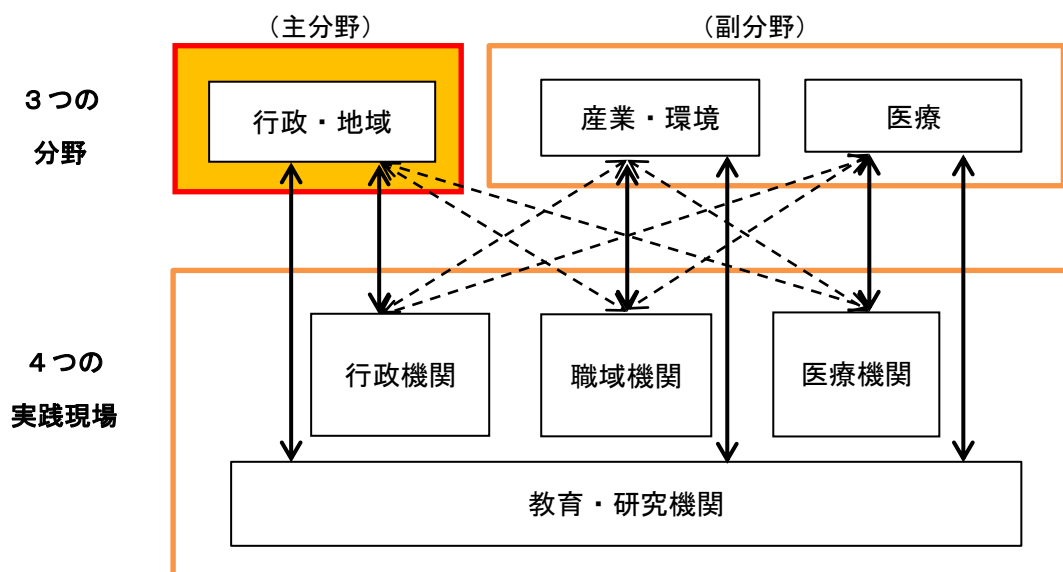 （主分野）
（副分野）
３つの
分野
行政・地域
産業・環境
医療
４つの
実践現場
行政機関
職域機関
医療機関
教育・研究機関